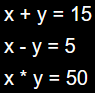 x + y = 15
x - y = 5
x * y = 50